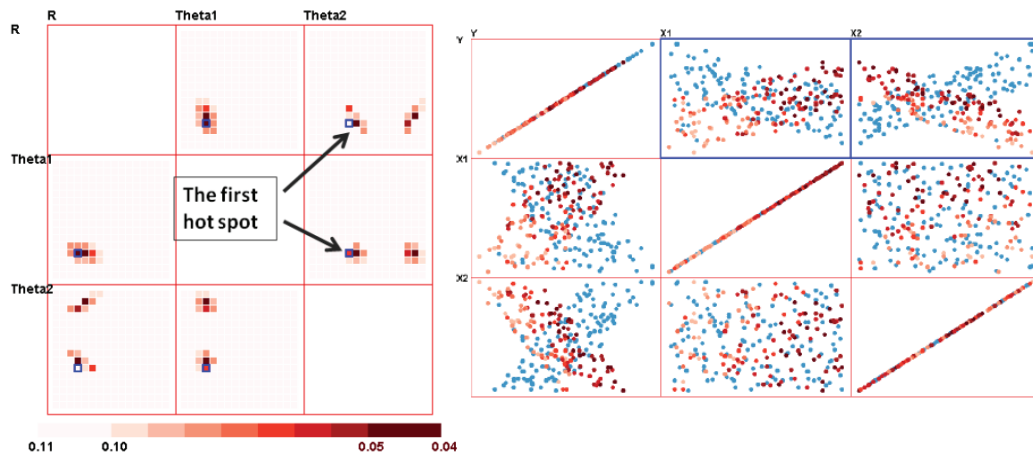 R Theta1 Theta2
R
Theta1
Theta2
The first
hot spot
0.11 0.10 0.05 0.04
Y X1 X2
Y
X1
X2